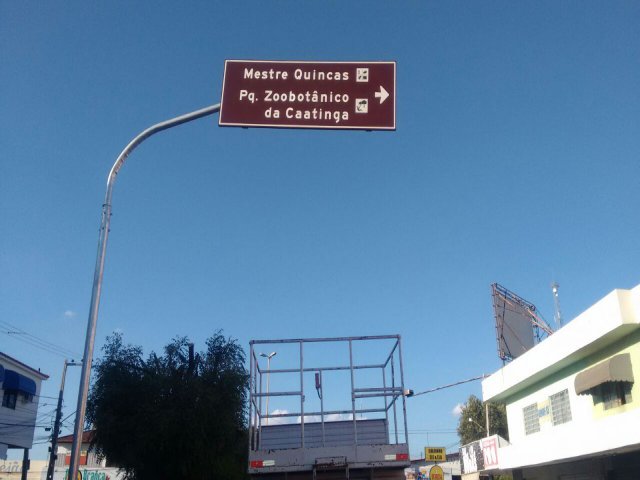 Mestre Quincas
Pq. Zoobotânico
da Caatinga